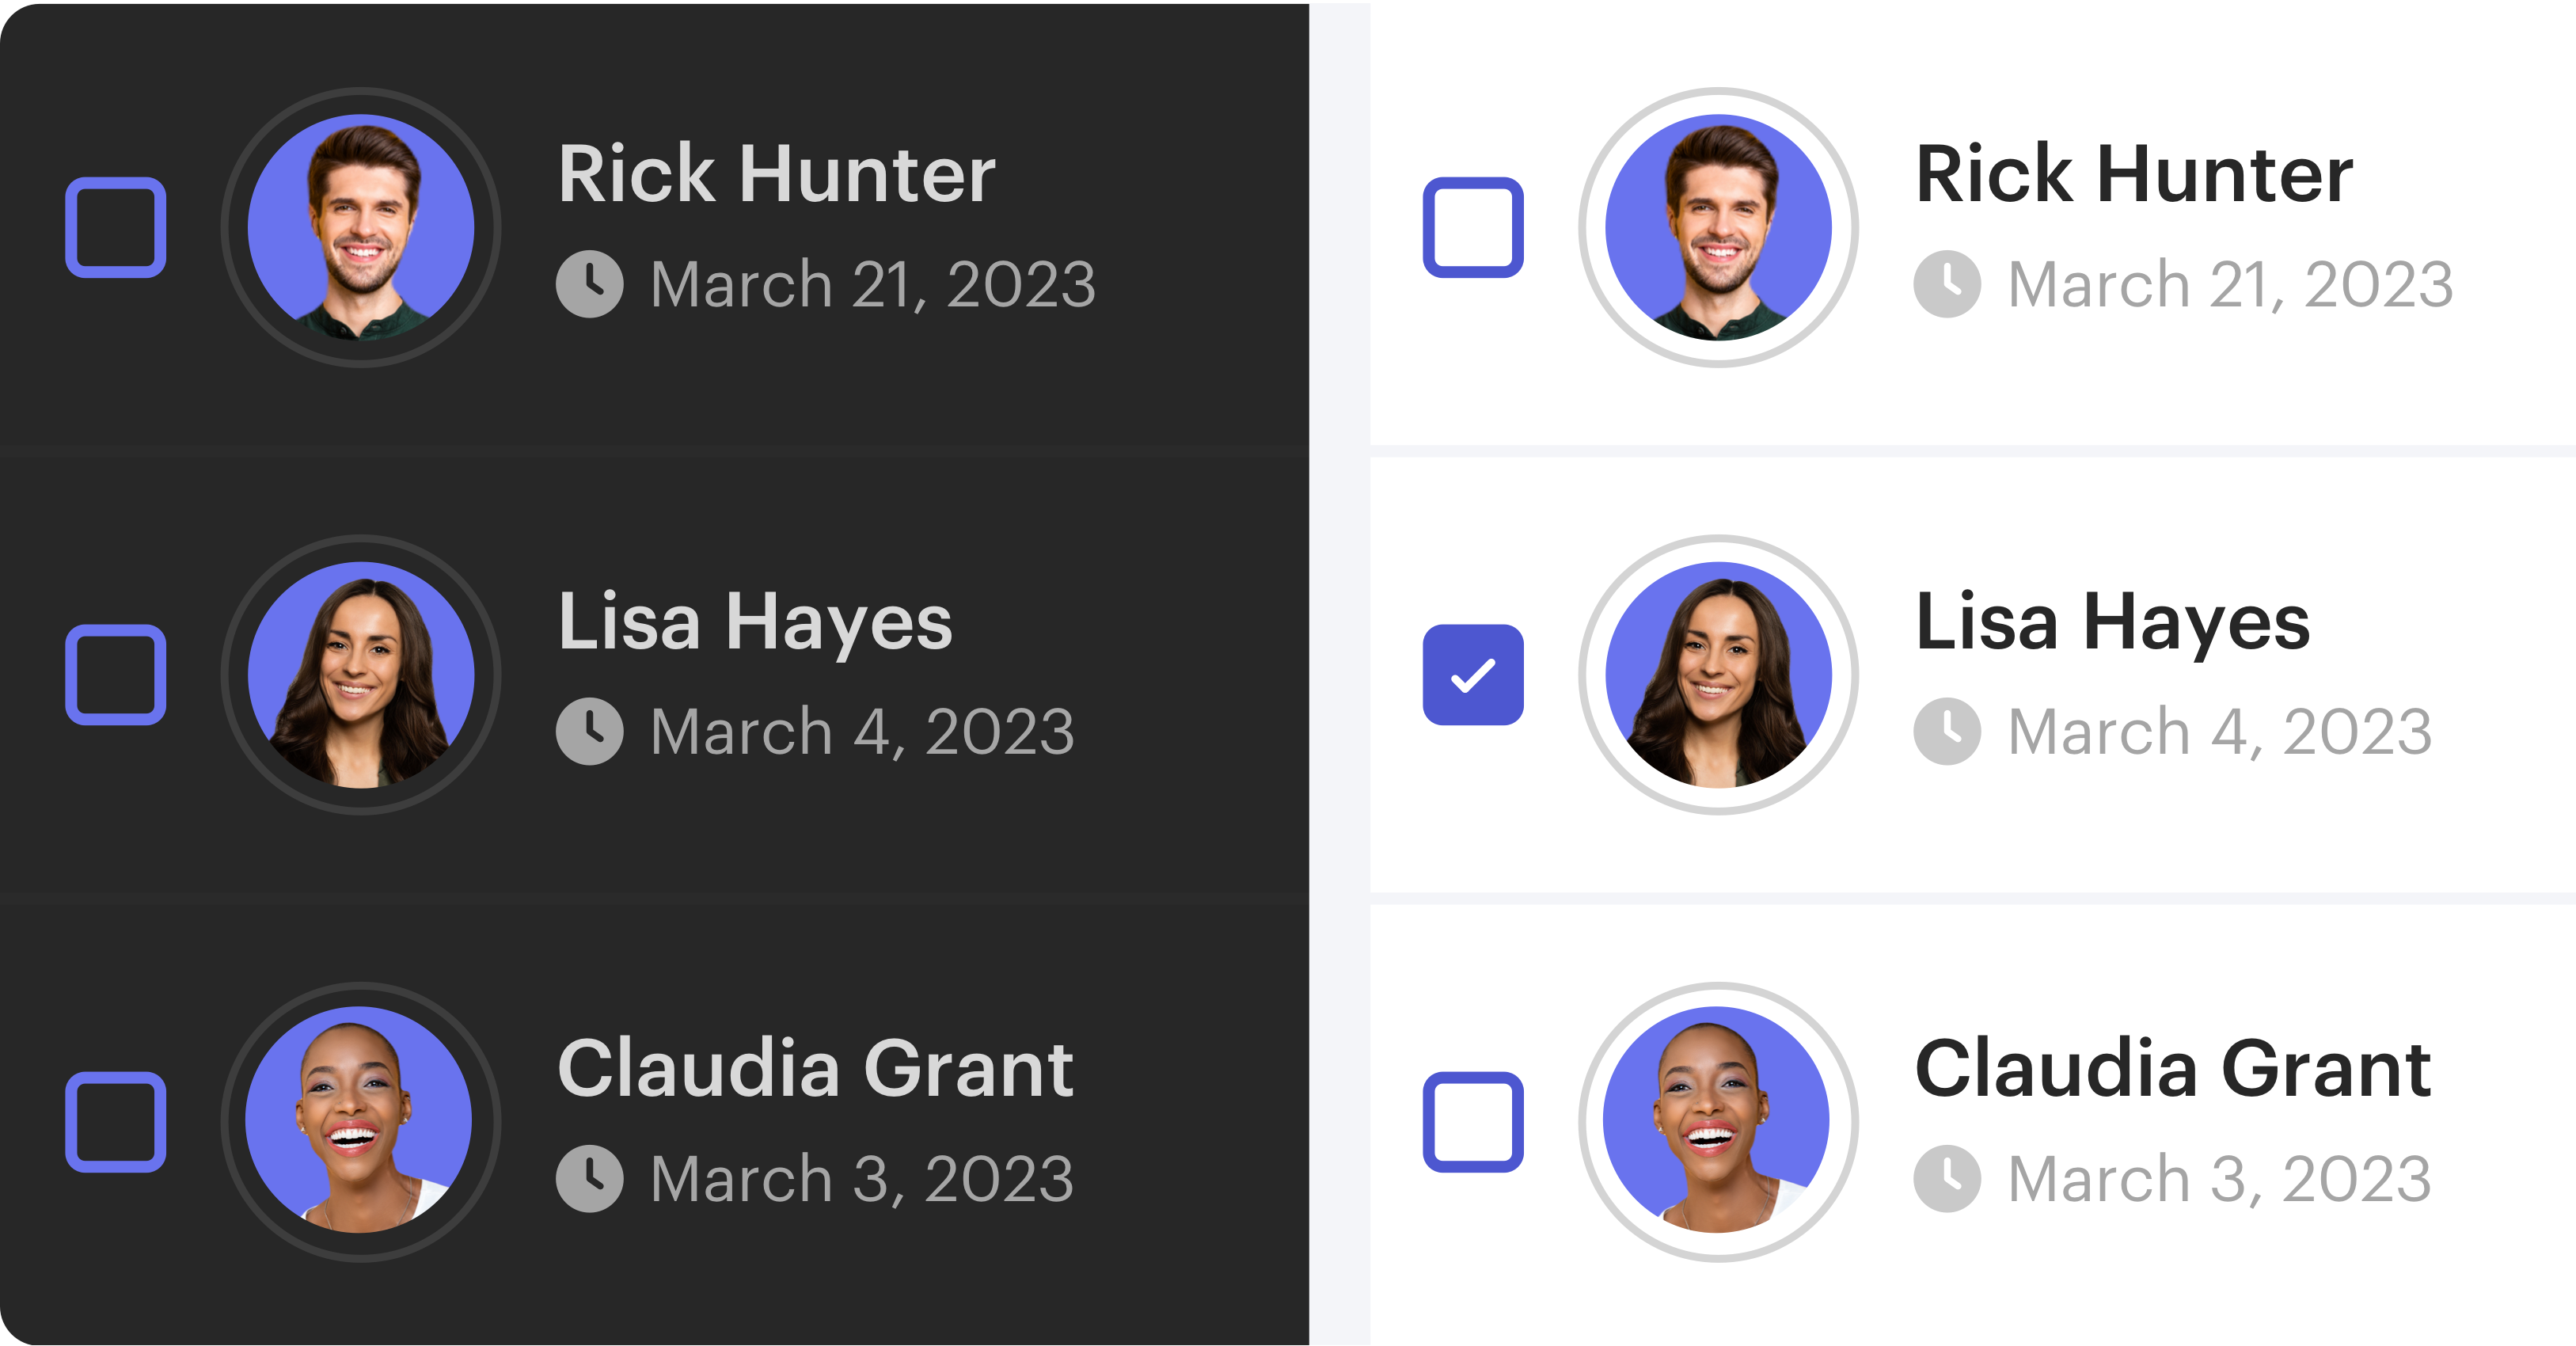 Rick Hunter
March 21, 2023
Lisa Hayes
March 4, 2023
Claudia Grant
March 3, 2023
Rick Hunter
March 21, 2023
Lisa Hayes
March 4, 2023
Claudia Grant
March 3, 2023